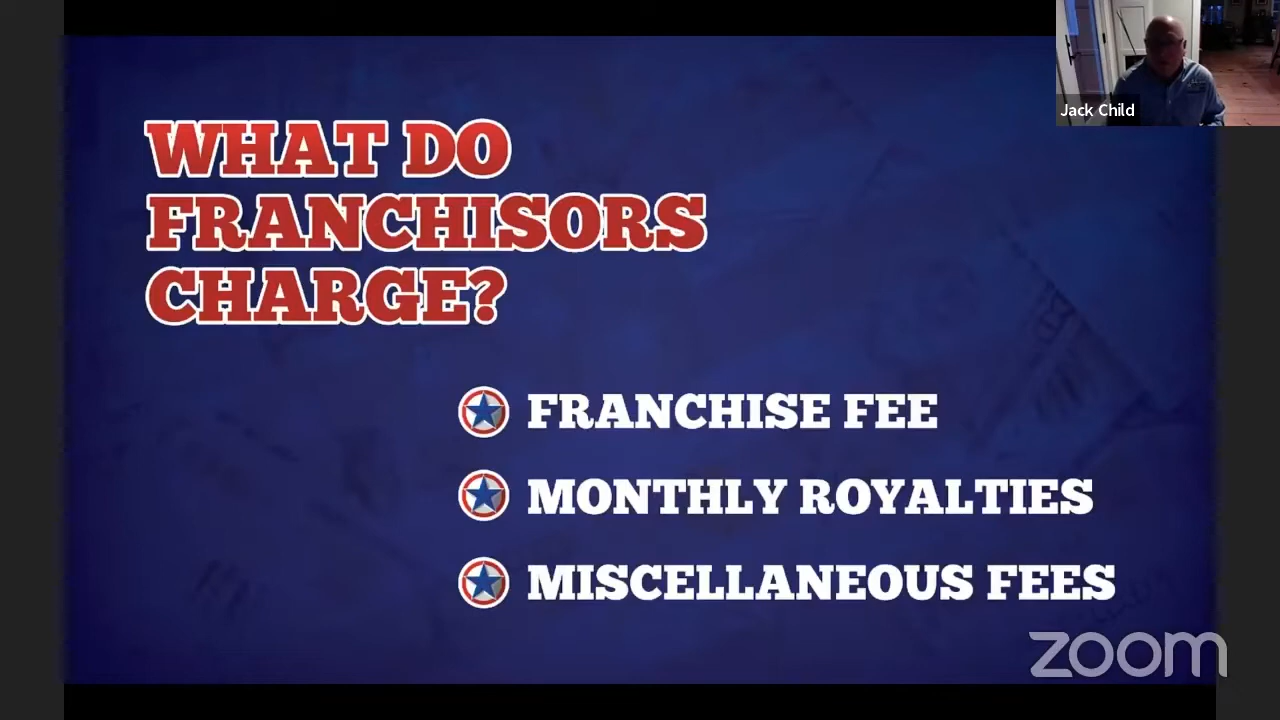 Jack Child
WHAT DO
FRANCHISORS
CHARGE?
FRANCHISE FEE
MONTHLY ROYALTIES
MISCELLANEOUS FEES
zoom